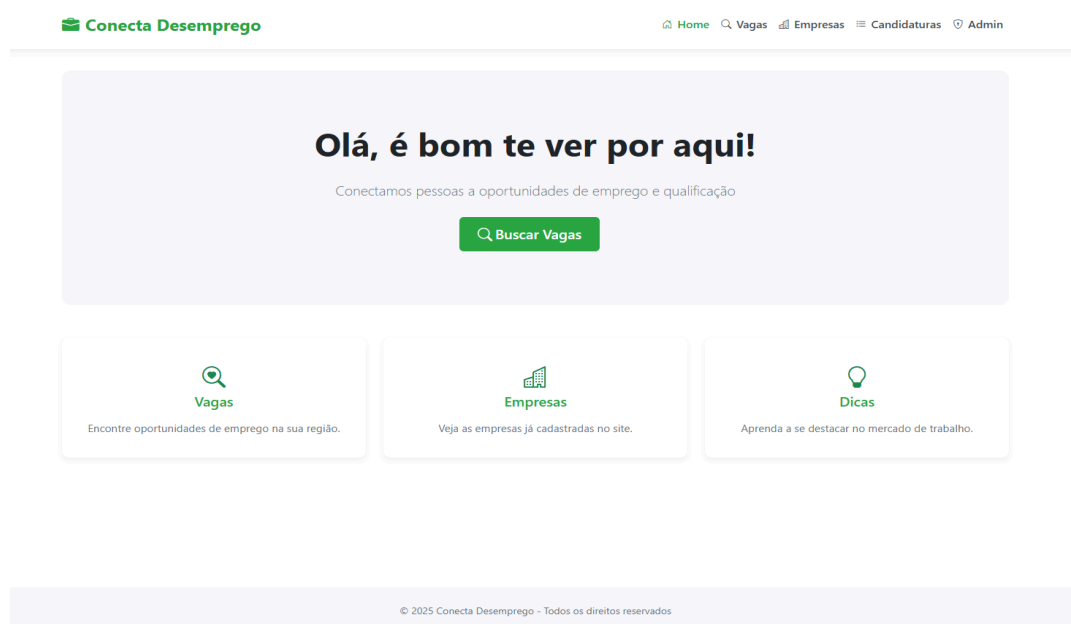 Conecta Desemprego
Home Vagas Empresas Candidaturas Admin
Olá, é bom te ver por aqui!
Conectamos pessoas a oportunidades de emprego e qualificação
Buscar Vagas
Vagas
Encontre oportunidades de emprego na sua região.
Empresas
Veja as empresas já cadastradas no site.
Dicas
Aprenda a se destacar no mercado de trabalho.
© 2025 Conecta Desemprego - Todos os direitos reservados